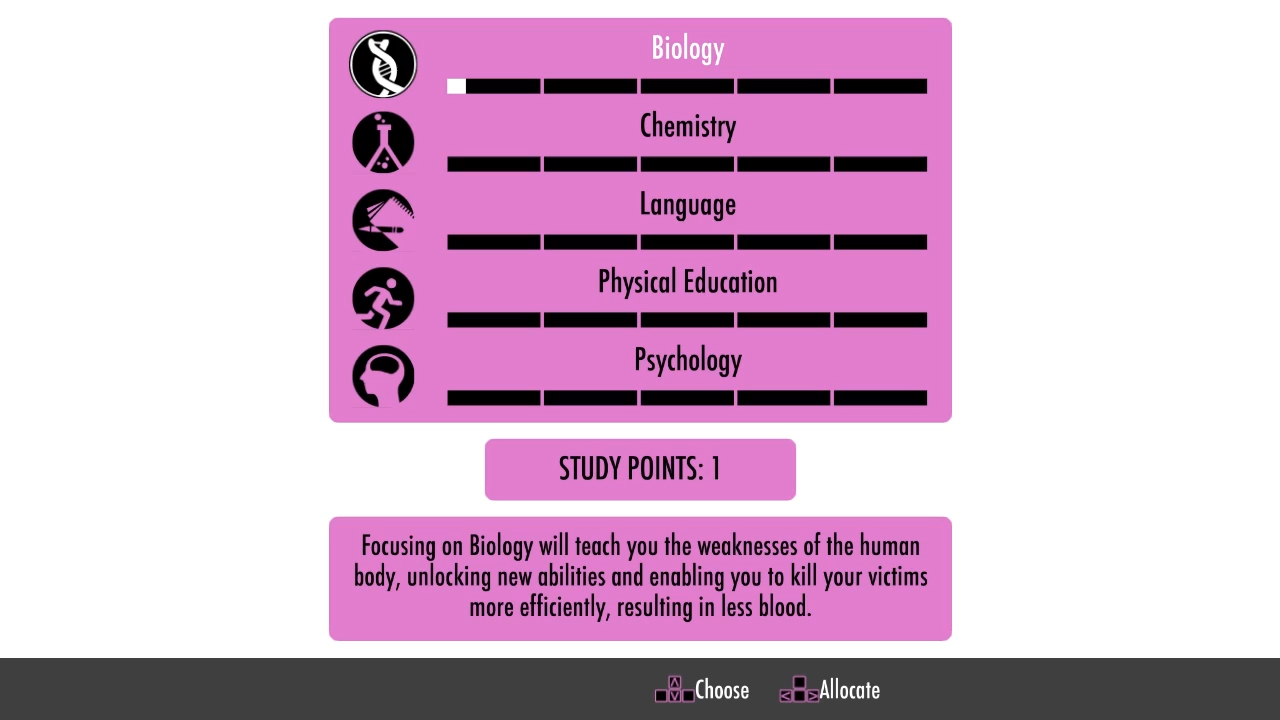 Biology
Chemistry
Language
Physical Education
Psychology
STUDY POINTS: 1
Focusing on Biology will teach you the weaknesses of the human
body, unlocking new abilities and enabling you to kill your victims
more efficiently, resulting in less blood.
Choose Allocate